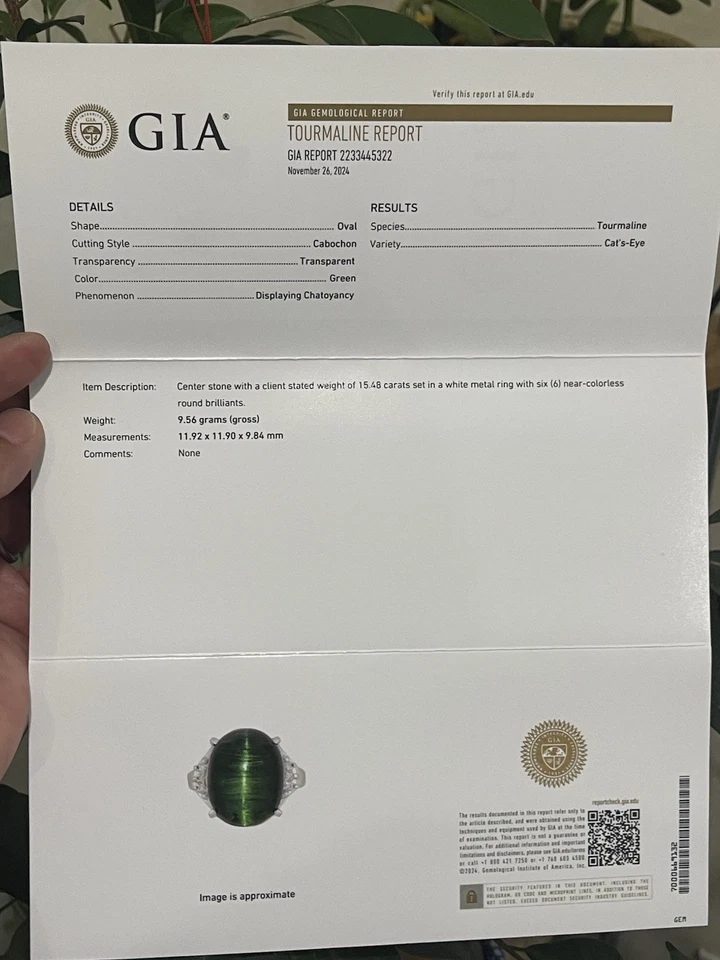 Verify this report at GIA.edu
GIA®
GIA GEMOLOGICAL REPORT
TOURMALINE REPORT
GIA REPORT 2233445322
November 26, 2024
DETAILS
Shape Oval
Cutting Style Cabochon
Transparency Transparent
Color Green
Phenomenon Displaying Chatoyancy
RESULTS
Species Tourmaline
Variety Cat's-Eye
Item Description: Center stone with a client stated weight of 15.48 carats set in a white metal ring with six (6) near-colorless
round brilliants.
Weight: 9.56 grams (gross)
Measurements: 11.92 x 11.90 x 9.84 mm
Comments: None
Image is approximate
GIA
reportcheck.gia.edu
The results documented in this report refer only to
the article described, and were obtained using the
techniques and equipment used by GIA at the time
of examination. This report is not a guarantee or
valuation. For additional information and important
limitations and disclaimers, please see GIA.edu/terms
or call +1 800 421 7250 or +1 760 603 4500.
©2024, Gemological Institute of America, Inc.
THE SECURITY FEATURES IN THIS DOCUMENT, INCLUDING THE
HOLOGRAM, QR CODE AND MICROPRINT LINES, IN ADDITION TO THOSE
NOT LISTED, EXCEED DOCUMENT SECURITY INDUSTRY GUIDELINES.
GEM